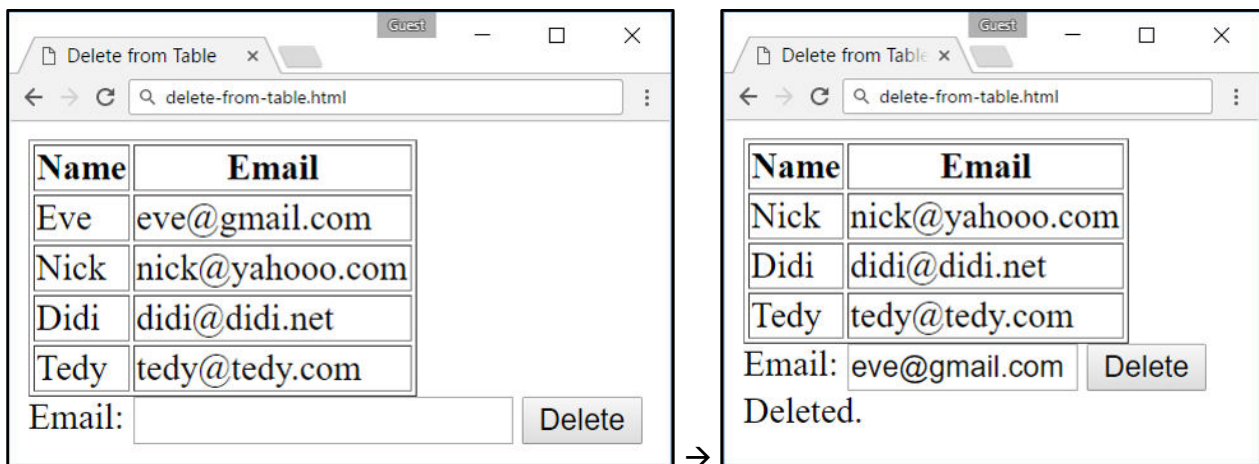 Guest
Delete from Table
delete-from-table.html
Name Email
Eve eve@gmail.com
Nick nick@yahooo.com
Didi didi@didi.net
Tedy tedy@tedy.com
Email: Delete
→
Guest
Delete from Table
delete-from-table.html
Name Email
Nick nick@yahooo.com
Didi didi@didi.net
Tedy tedy@tedy.com
Email: eve@gmail.com Delete
Deleted.